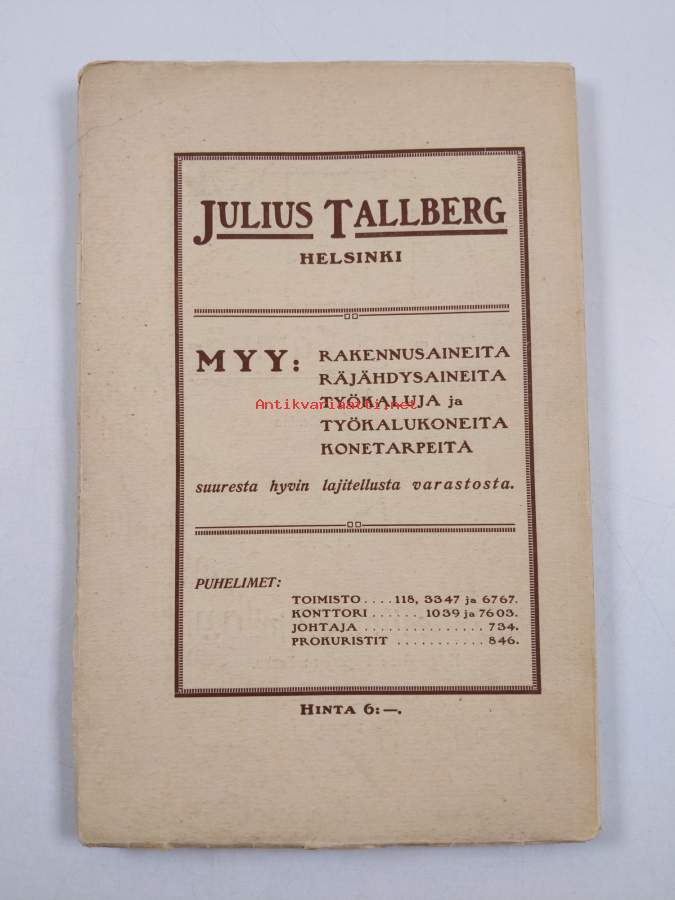 JULIUS TALLBERG
HELSINKI
MYY: RAKENNUSAINEITA
RÄJÄHDYSAINEITA
TYÖKALUJA ja
TYÖKALUKONEITA
KONETARPEITA
Antikvariaatti.net
suuresta hyvin lajitellusta varastosta.
PUHELIMET:
TOIMISTO....118, 3347 ja 6767.
KONTTORI......1039 ja 7603.
JOHTAJA................734.
PROKURISTIT...........846.
HINTA 6:—.